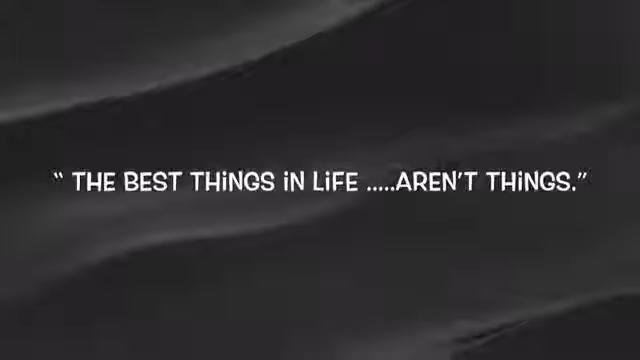 “ THE BEST THiNGS iN LiFE .....AREN’T THiNGS.”